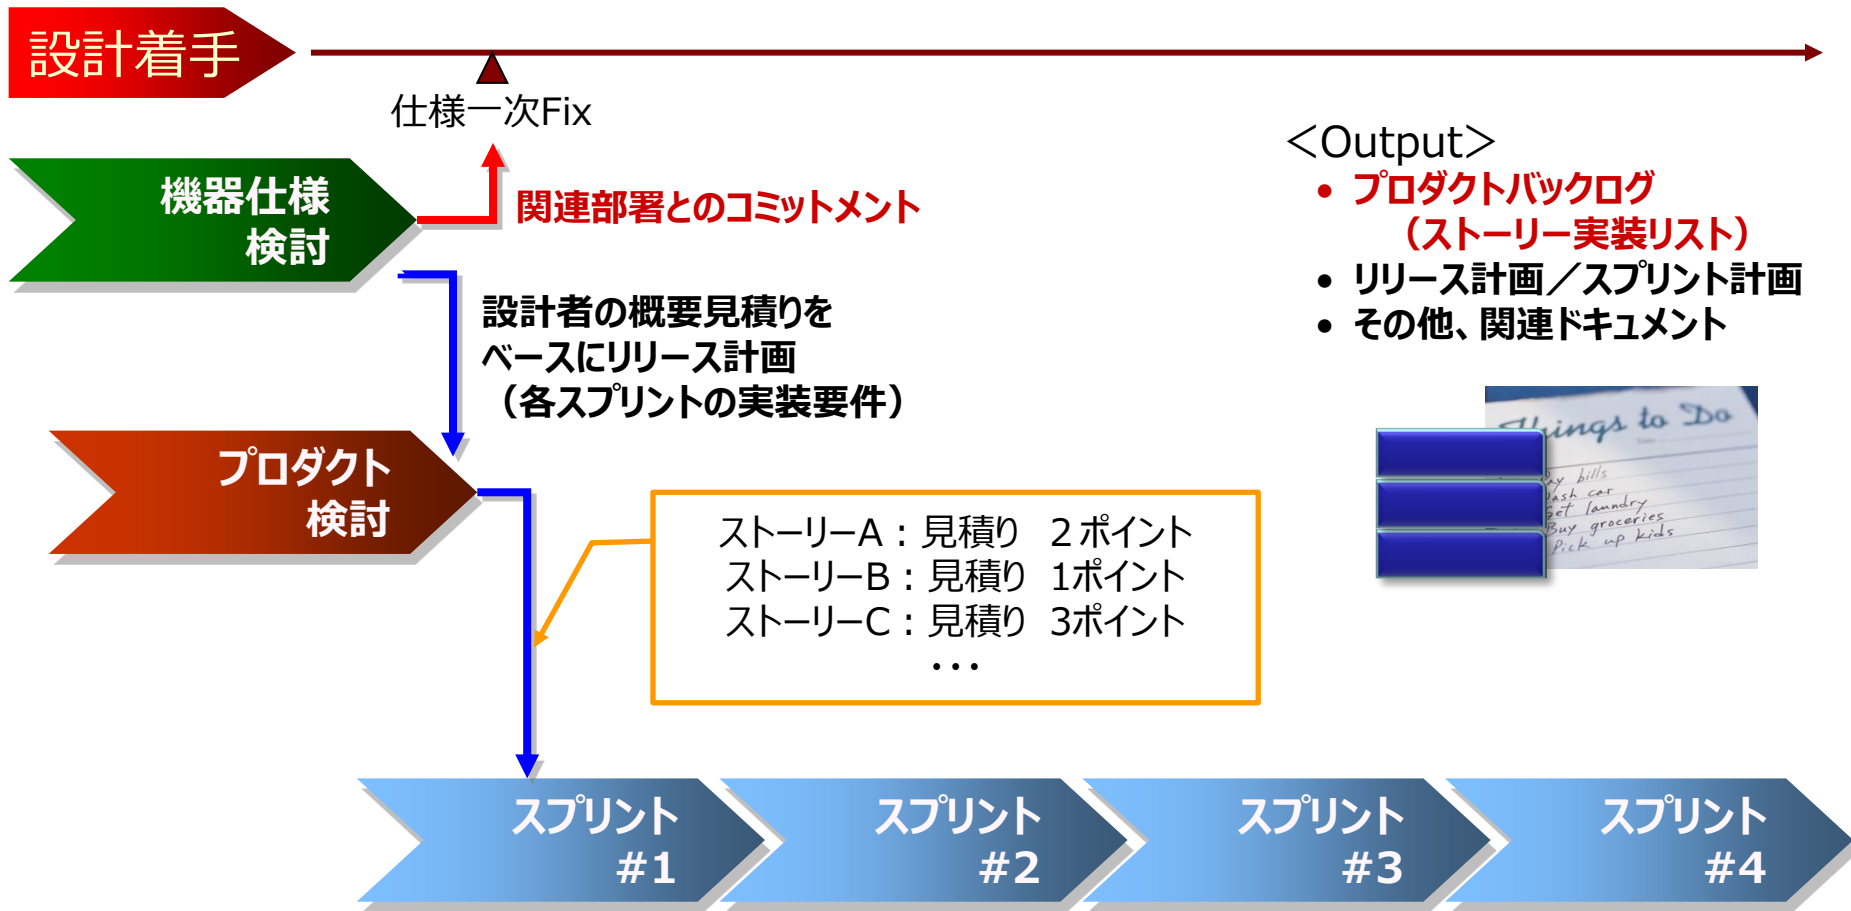 設計着手
仕様一次Fix
機器仕様
検討
関連部署とのコミットメント
設計者の概要見積りを
ベースにリリース計画
（各スプリントの実装要件）
＜Output＞
• プロダクトバックログ
（ストーリー実装リスト）
• リリース計画／スプリント計画
• その他、関連ドキュメント
Things to Do
Pay bills
Wash car
Get laundry
Buy groceries
Pick up kids
プロダクト
検討
ストーリーA：見積り　2ポイント
ストーリーB：見積り　1ポイント
ストーリーC：見積り　3ポイント
・・・
スプリント
#1
スプリント
#2
スプリント
#3
スプリント
#4